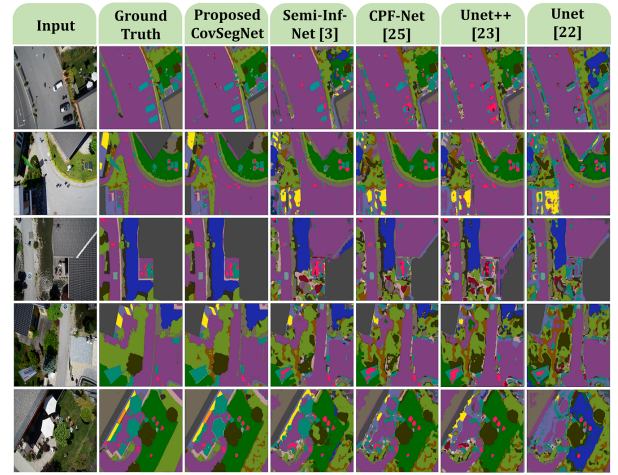 Input
Ground
Truth
Proposed
CovSegNet
Semi-Inf-
Net [3]
CPF-Net
[25]
Unet++
[23]
Unet
[22]